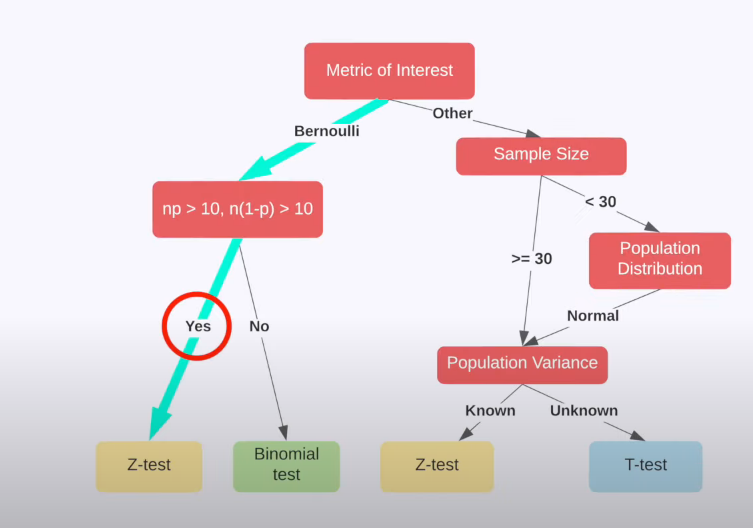 Metric of Interest
Bernoulli
Other
Sample Size
np > 10, n(1-p) > 10
< 30
Population
Distribution
>= 30
Normal
Yes
No
Population Variance
Known
Unknown
Z-test
Binomial
test
Z-test
T-test